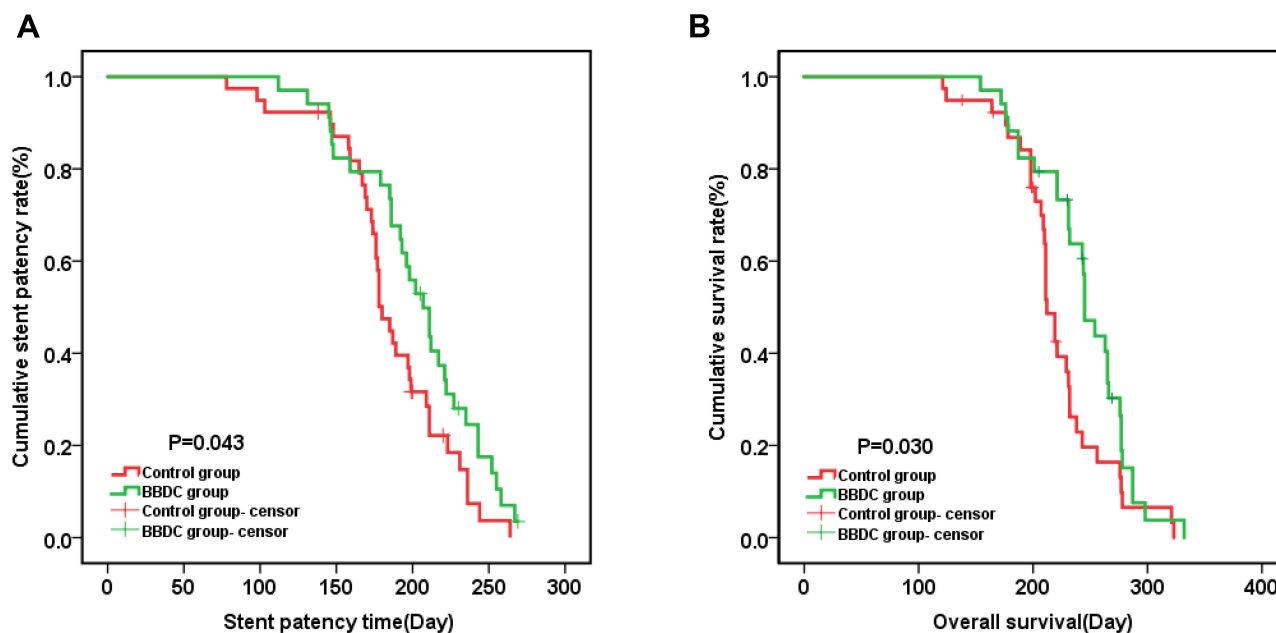 A
Cumulative stent patency rate(%)
1.0
0.8
0.6
0.4
0.2
0.0
P=0.043
Control group
BBDC group
Control group- censor
BBDC group- censor
0 50 100 150 200 250 300
Stent patency time(Day)
B
Cumulative survival rate(%)
1.0
0.8
0.6
0.4
0.2
0.0
P=0.030
Control group
BBDC group
Control group- censor
BBDC group- censor
0 100 200 300 400
Overall survival(Day)